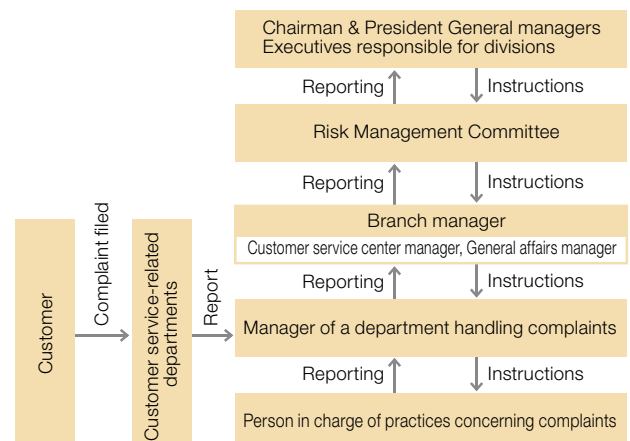 Chairman & President General managers
Executives responsible for divisions
Reporting
Instructions
Risk Management Committee
Reporting
Instructions
Branch manager
Customer service center manager, General affairs manager
Reporting
Instructions
Customer
Complaint filed
Customer service-related
departments
Report
Manager of a department handling complaints
Reporting
Instructions
Person in charge of practices concerning complaints